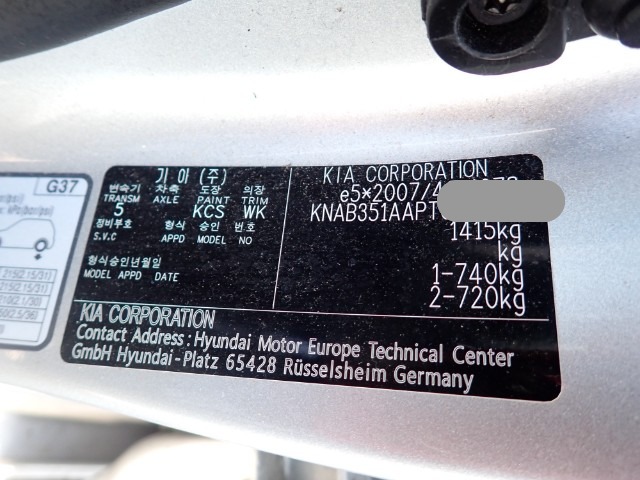 G37
기아 (주)
변속기 차축 도장 의장
TRANSM AXLE PAINT TRIM
5 KCS WK
정비부호 형식 승인 번호
S.V.C APPD MODEL NO
형식승인년월일
MODEL APPD DATE
KIA CORPORATION
e5*2007/4
KNAB351AAPT
1415kg
kg
1-740kg
2-720kg
KIA CORPORATION
Contact Address : Hyundai Motor Europe Technical Center
GmbH Hyundai-Platz 65428 Rüsselsheim Germany